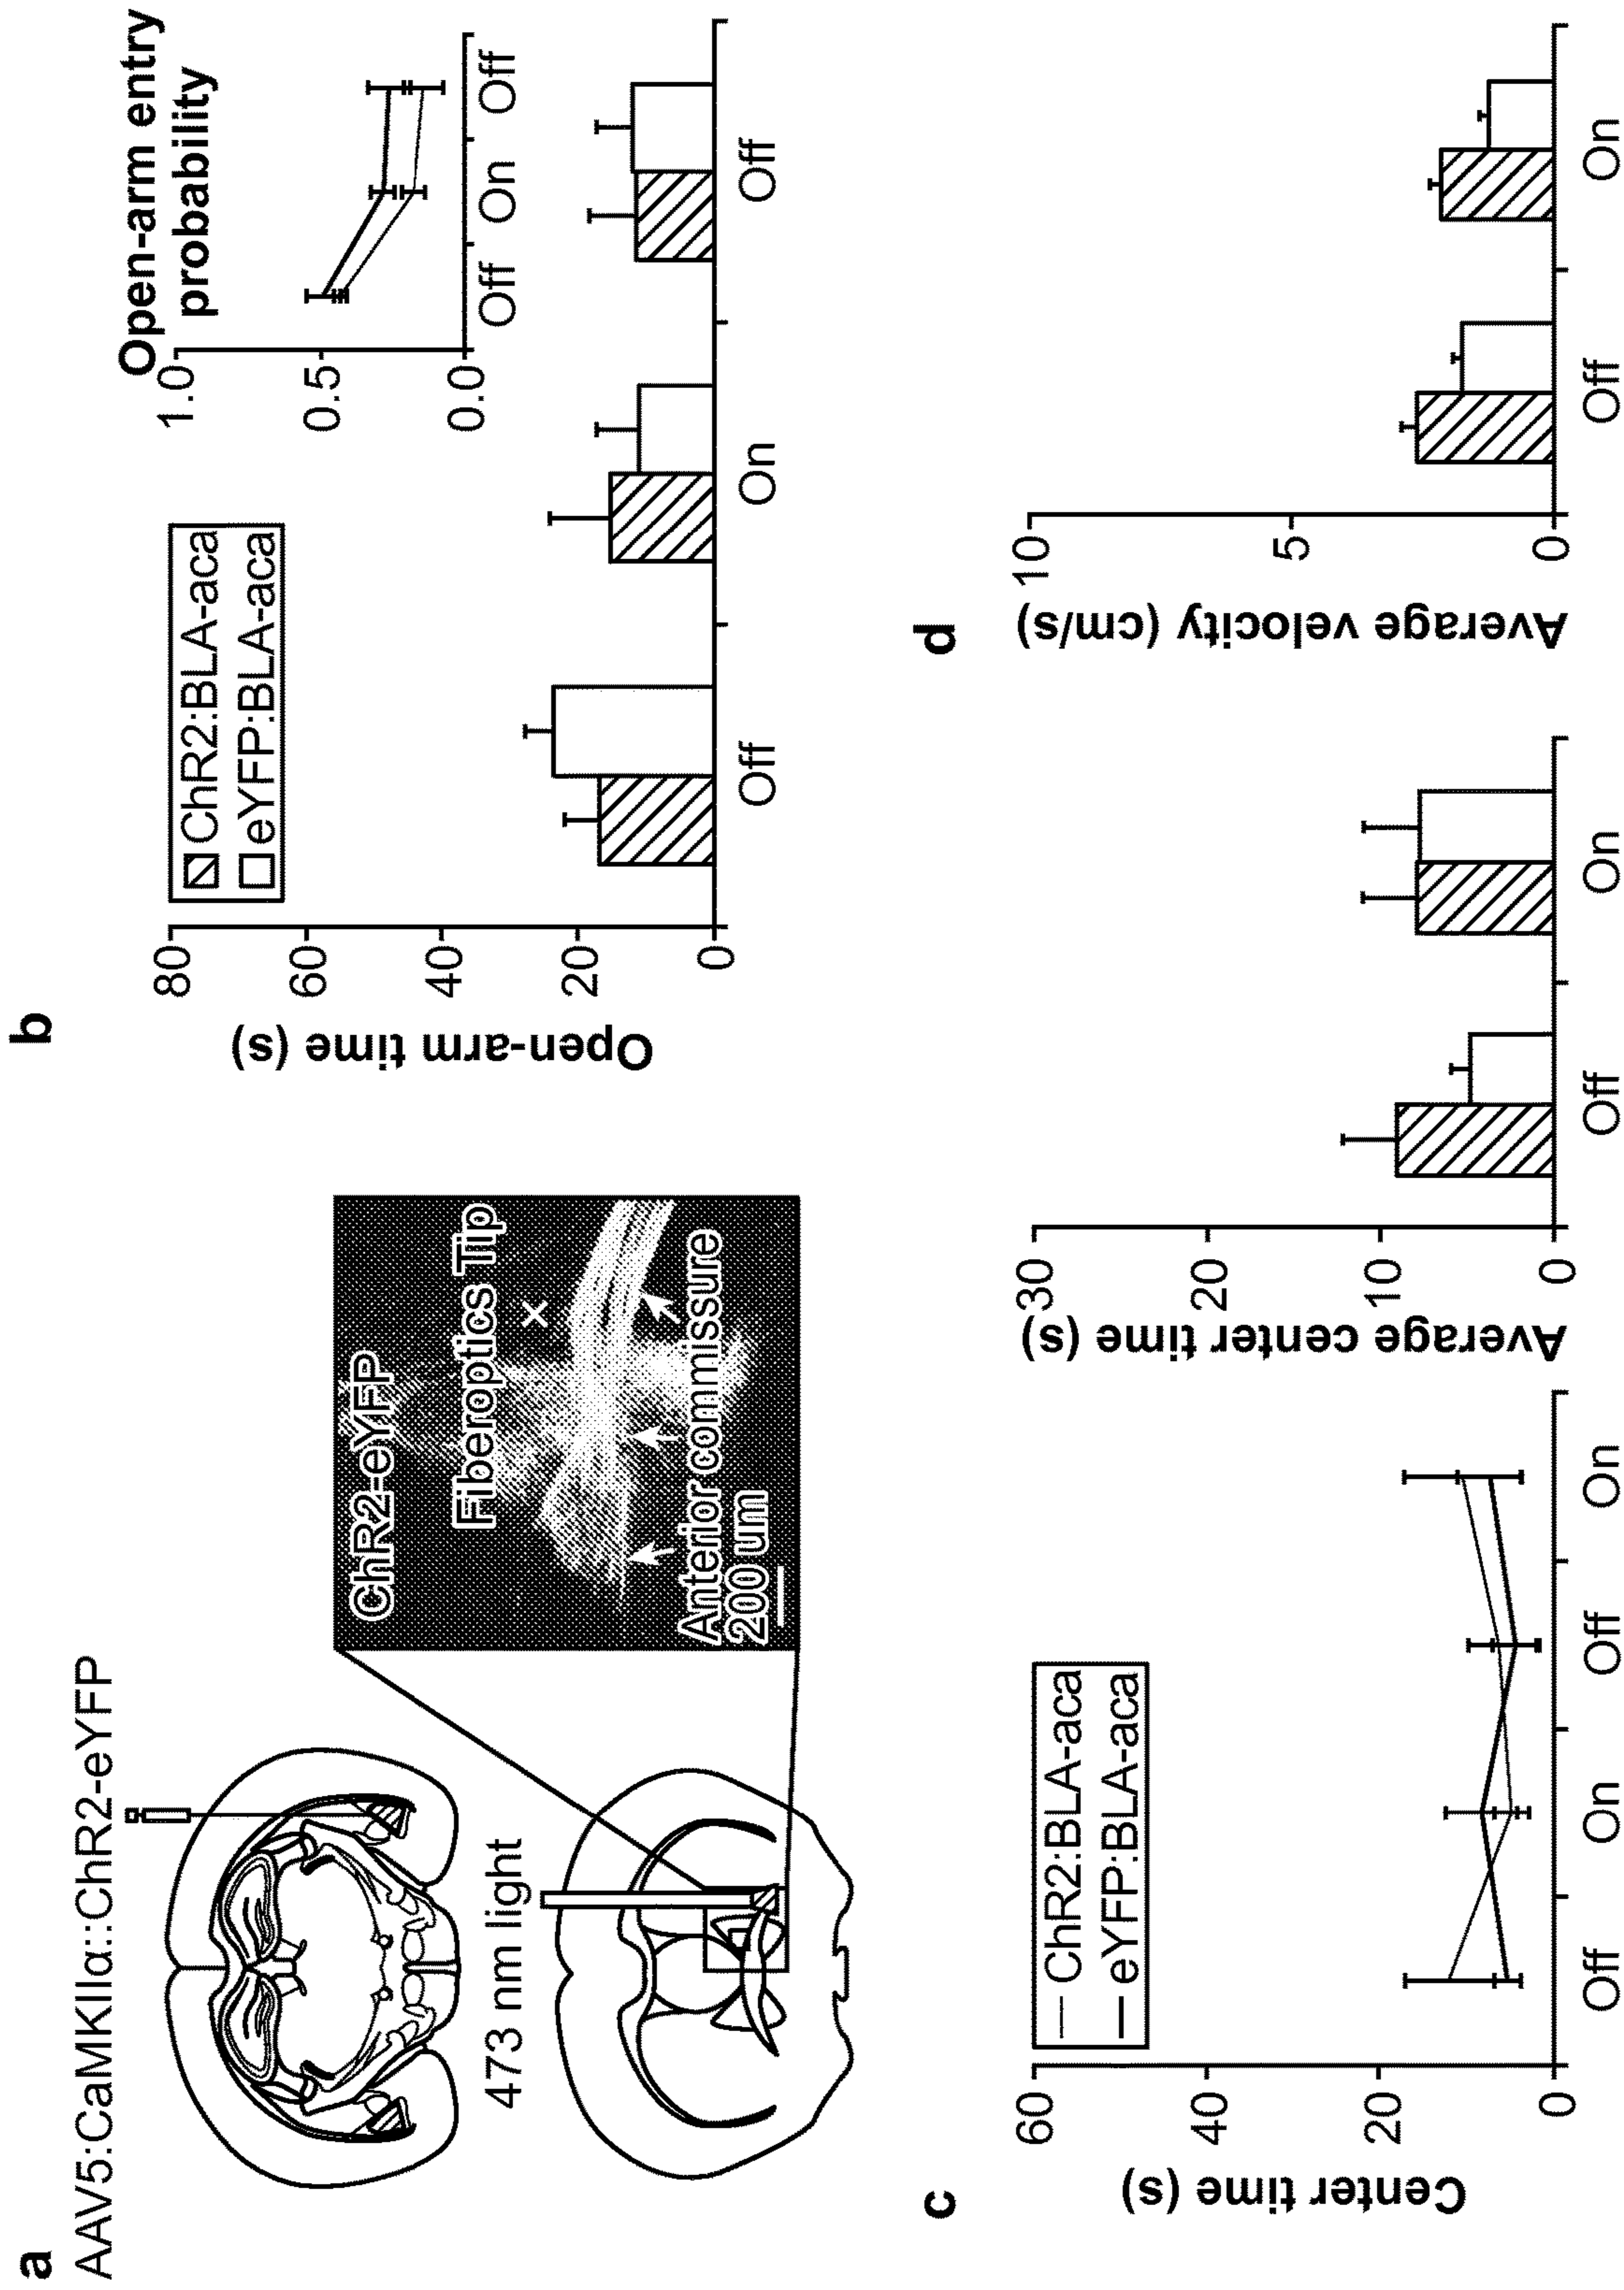 a
AAV5:CaMKIIα::ChR2-eYFP
473 nm light
ChR2-eYFP
Fiberoptics Tip
×
Anterior commissure
200 um
b
Open-arm time (s)
80
60
40
20
0
ChR2:BLA-aca
eYFP:BLA-aca
Off
On
Off
Open-arm entry
probability
1.0
0.5
0.0
Off
On
Off
c
Center time (s)
60
40
20
0
ChR2:BLA-aca
eYFP:BLA-aca
Off
On
Off
On
Average center time (s)
30
20
10
0
Off
On
d
Average velocity (cm/s)
10
5
0
Off
On